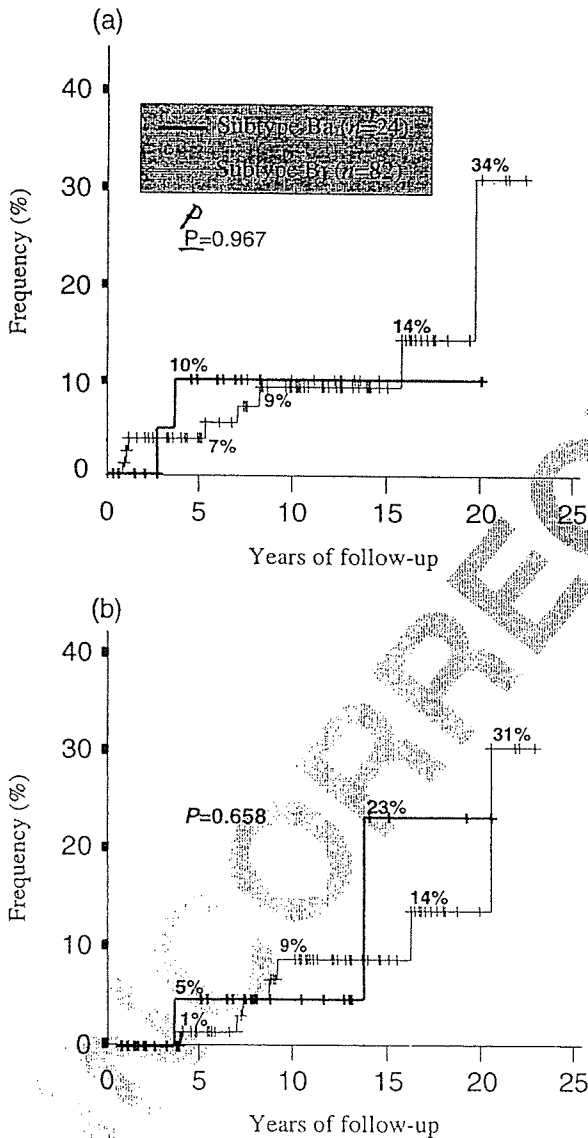 (a)
40
30
20
10
0
Frequency (%)
Subtype Ba (n=24)
Subtype Bj (n=82)
p
P=0.967
10%
7%
9%
14%
34%
0 5 10 15 20 25
Years of follow-up
(b)
40
30
20
10
0
Frequency (%)
P=0.658
5%
1%
9%
23%
14%
31%
0 5 10 15 20 25
Years of follow-up